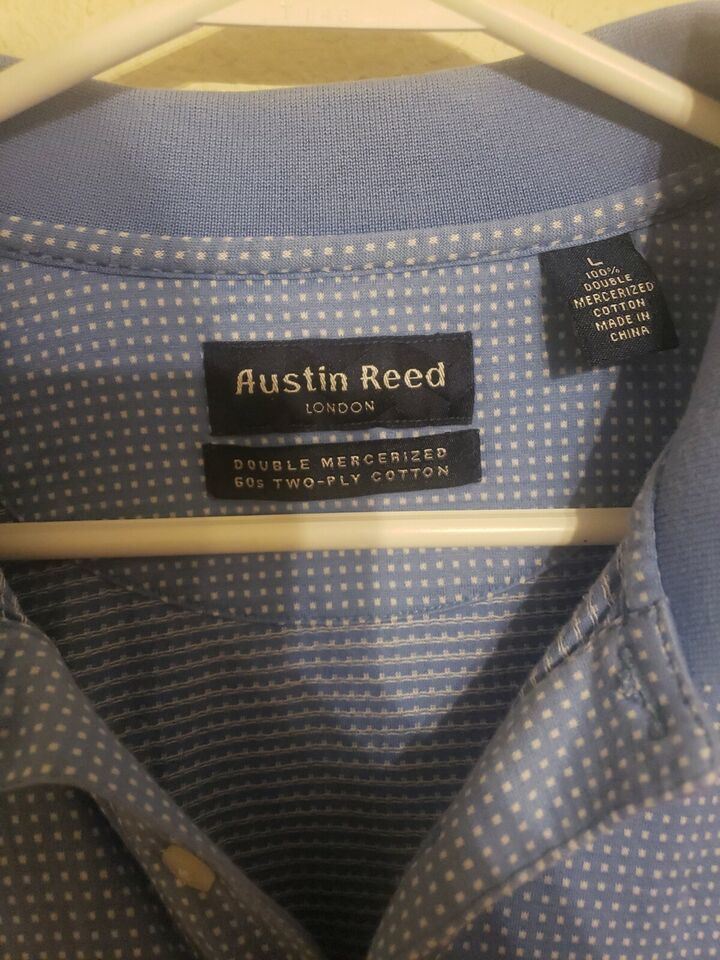 Austin Reed
LONDON
DOUBLE MERCERIZED
60s TWO-PLY COTTON
L
100%
DOUBLE
MERCERIZED
COTTON
MADE IN
CHINA